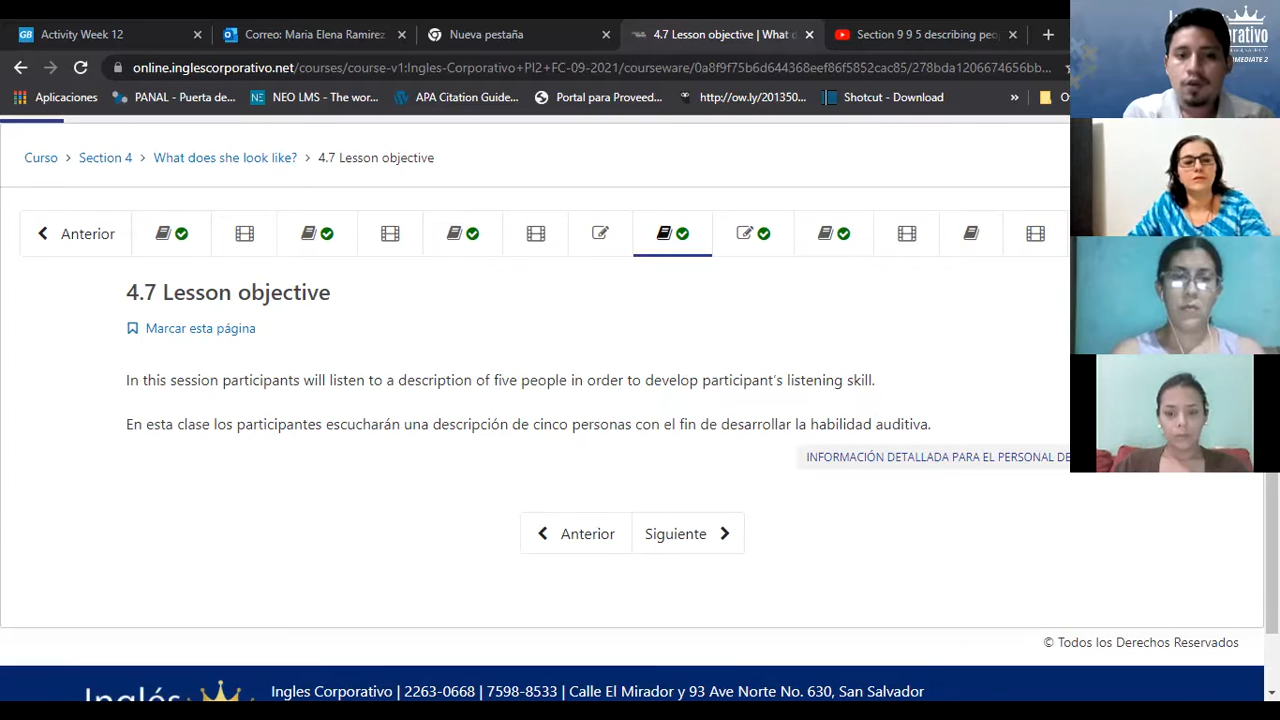 Activity Week 12
Correo: Maria Elena Ramirez
Nueva pestaña
4.7 Lesson objective | What d
Section 9 9 5 describing peo
online.inglescorporativo.net/courses/course-v1:Ingles-Corporativo+PI
Aplicaciones
PANAL - Puerta de...
NEO LMS - The wor...
APA Citation Guide...
Portal para Proveed...
http://ow.ly/201350...
Shotcut - Download
»
Curso > Section 4 > What does she look like? > 4.7 Lesson objective
Anterior
4.7 Lesson objective
Marcar esta página
In this session participants will listen to a description of five people in order to develop participant's listening skill.
En esta clase los participantes escucharán una descripción de cinco personas con el fin de desarrollar la habilidad auditiva.
INFORMACIÓN DETALLADA PARA EL PERSONAL DE
Anterior
Siguiente
© Todos los Derechos Reservados
Inglés
Ingles Corporativo | 2263-0668 | 7598-8533 | Calle El Mirador y 93 Ave Norte No. 630, San Salvador